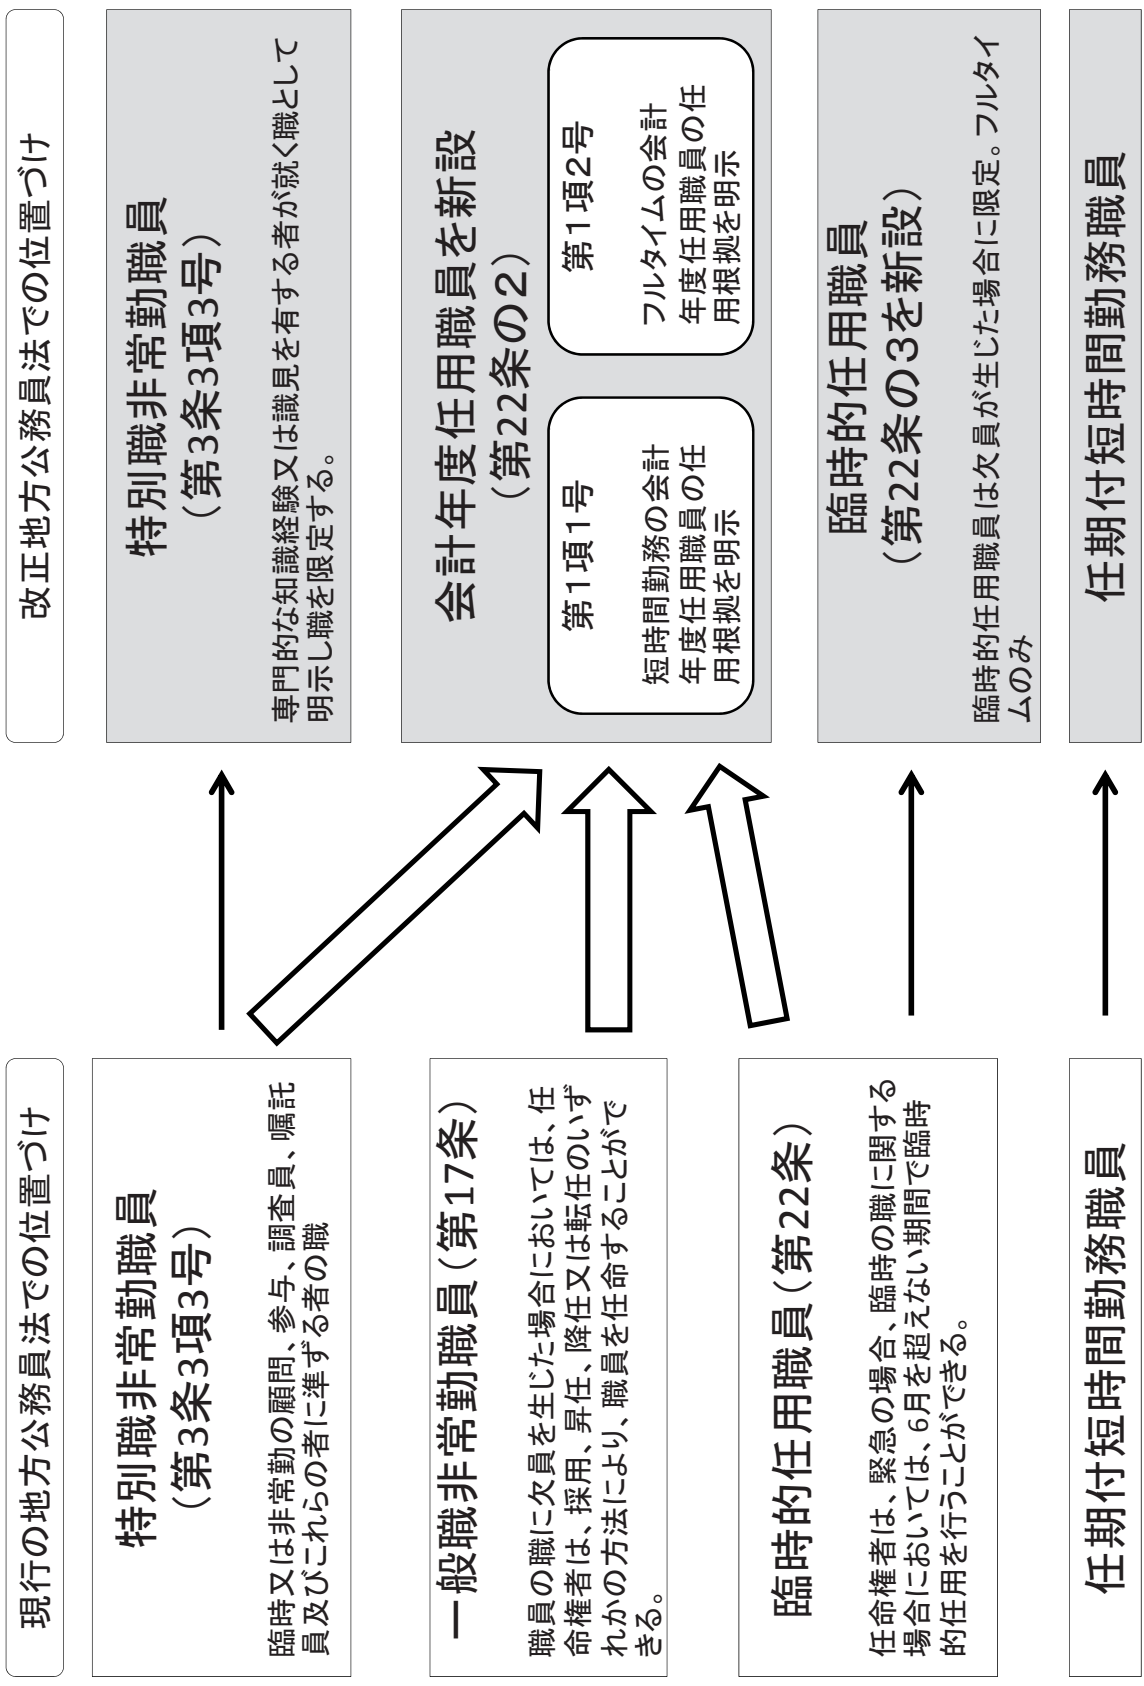 現行の地方公務員法での位置づけ
特別職非常勤職員
（第3条3項3号）
臨時又は非常勤の顧問、参与、調査員、嘱託
員及びこれらの者に準ずる者の職
一般職非常勤職員（第17条）
職員の職に欠員を生じた場合においては、任
命権者は、採用、昇任、降任又は転任のいず
れかの方法により、職員を任命することがで
きる。
臨時的任用職員（第22条）
任命権者は、緊急の場合、臨時の職に関する
場合においては、6月を超えない期間で臨時
的任用を行うことができる。
任期付短時間勤務職員
改正地方公務員法での位置づけ
特別職非常勤職員
（第3条3項3号）
専門的な知識経験又は識見を有する者が就く職として
明示し職を限定する。
会計年度任用職員を新設
（第22条の2）
第1項1号
短時間勤務の会計
年度任用職員の任
用根拠を明示
第1項2号
フルタイムの会計
年度任用職員の任
用根拠を明示
臨時的任用職員
（第22条の3を新設）
臨時的任用職員は欠員が生じた場合に限定。フルタイ
ムのみ
任期付短時間勤務職員